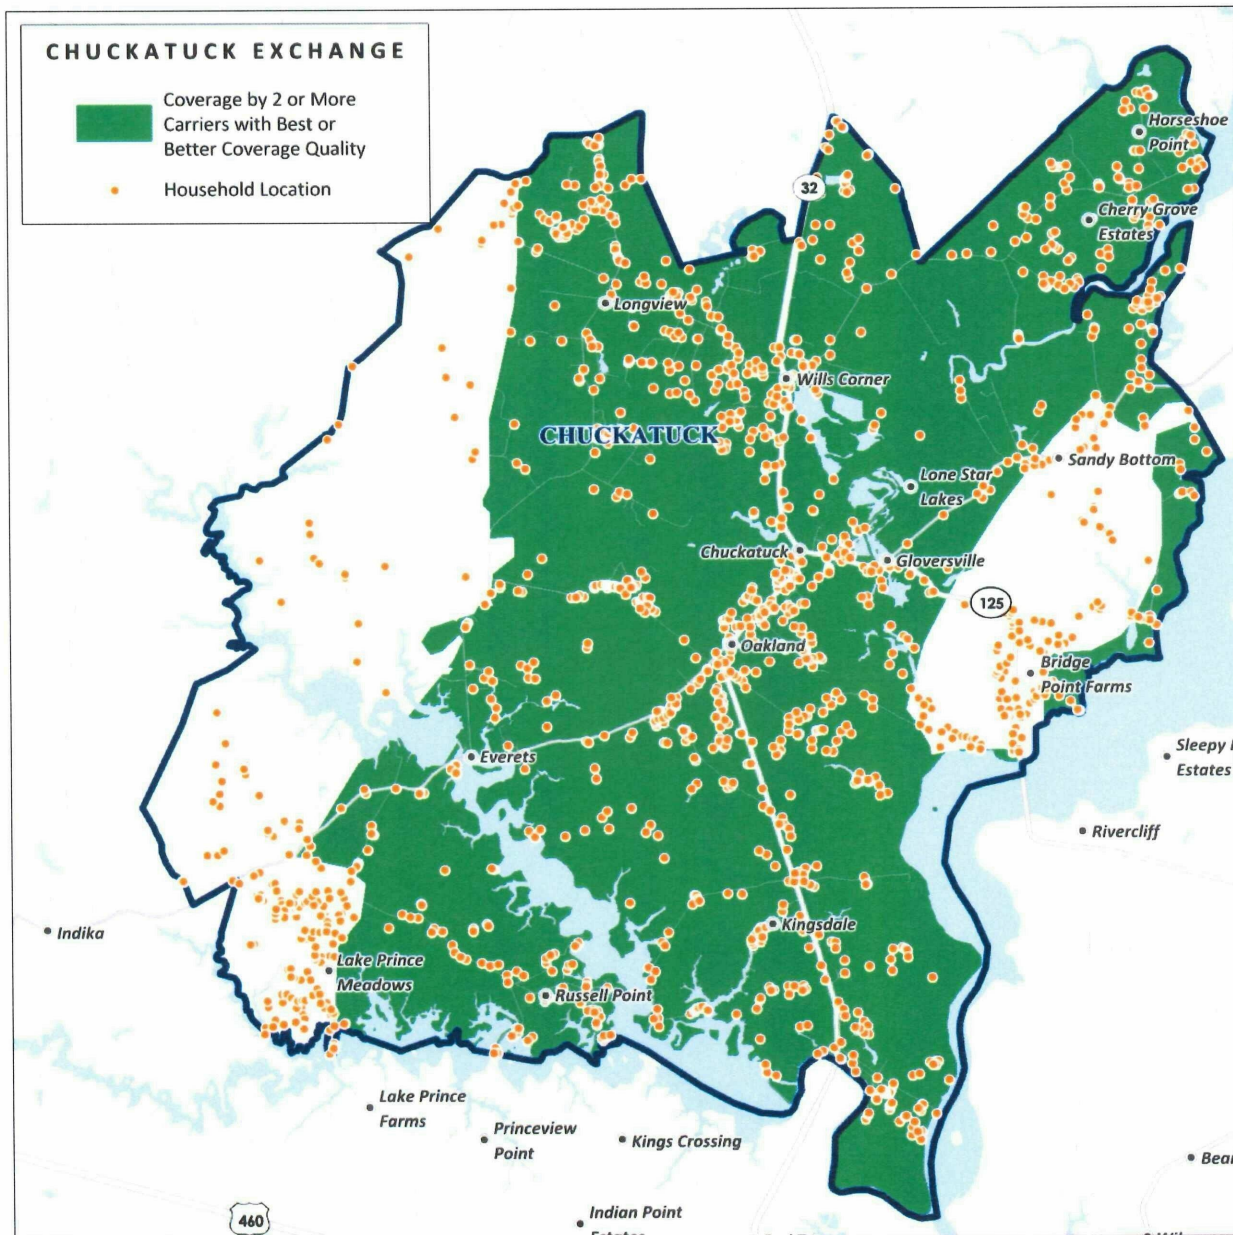 CHUCKATUCK EXCHANGE
Coverage by 2 or More
Carriers with Best or
Better Coverage Quality
Household Location
Horseshoe
Point
32
Cherry Grove
Estates
Longview
Wills Corner
CHUCKATUCK
Sandy Bottom
Lone Star
Lakes
Chuckatuck
Gloversville
125
Oakland
Bridge
Point Farms
Everets
Sleepy
Estates
Rivercliff
Kingsdale
Indika
Lake Prince
Meadows
Russell Point
Lake Prince
Farms
Princeview
Point
Kings Crossing
Bear
460
Indian Point